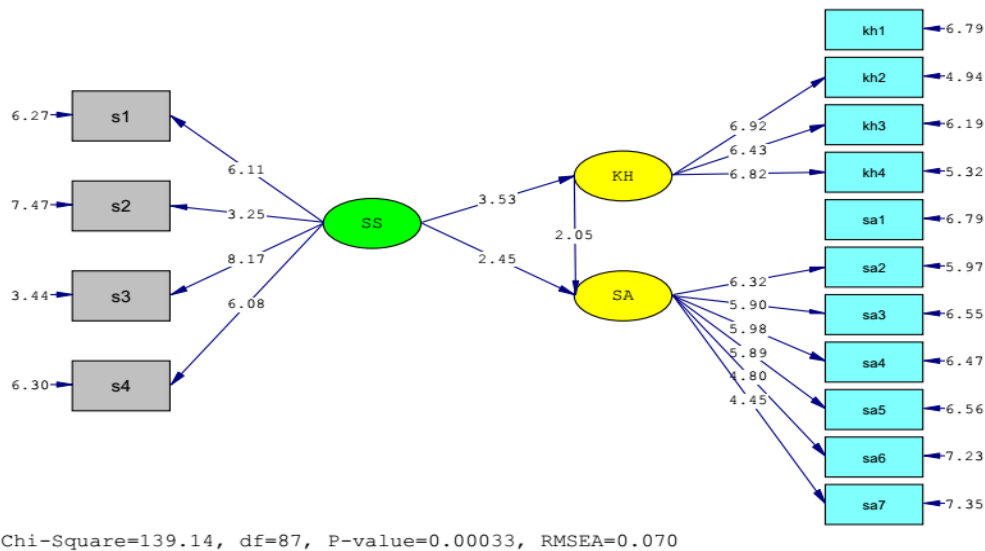 kh1 6.79
kh2 4.94
6.27 s1
6.92 kh3 6.19
6.43
6.11 KH 6.82 kh4 5.32
7.47 s2 3.25 SS 3.53 sa1 6.79
2.05
8.17 2.45 6.32 sa2 5.97
3.44 s3 6.08 SA 5.90 sa3 6.55
5.98 sa4 6.47
5.89
6.30 s4 4.80
4.45 sa5 6.56
sa6 7.23
sa7 7.35
Chi-Square=139.14, df=87, P-value=0.00033, RMSEA=0.070